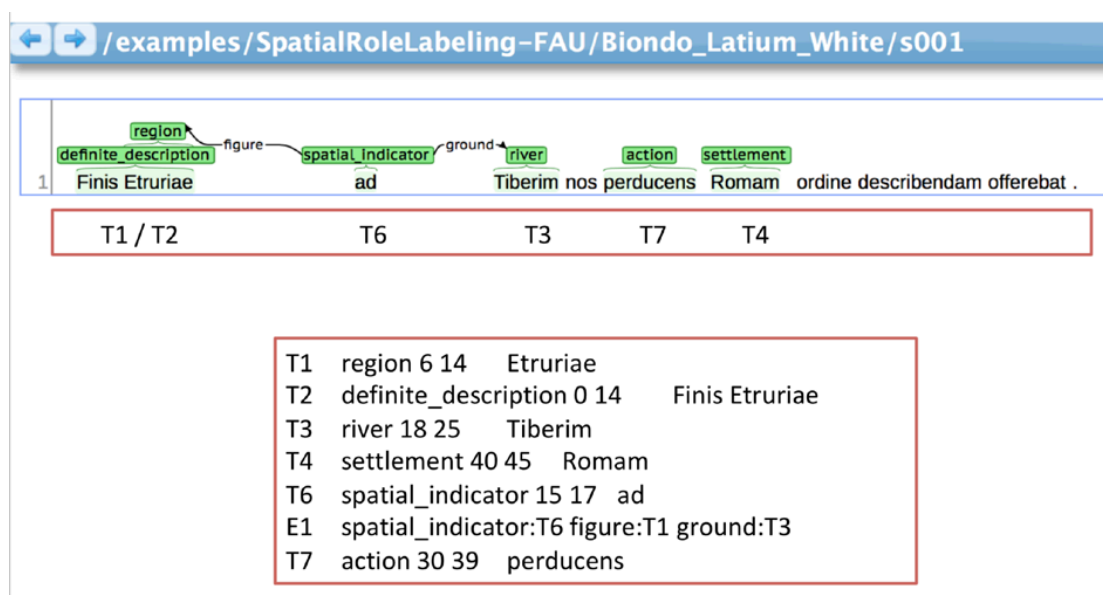 /examples/SpatialRoleLabeling-FAU/Biondo_Latium_White/s001
region
definite_description figure spatial_indicator ground river action settlement
1 Finis Etruriae ad Tiberim nos perducens Romam ordine describendam offerebat .
T1 / T2 T6 T3 T7 T4
T1 region 6 14 Etruriae
T2 definite_description 0 14 Finis Etruriae
T3 river 18 25 Tiberim
T4 settlement 40 45 Romam
T6 spatial_indicator 15 17 ad
E1 spatial_indicator:T6 figure:T1 ground:T3
T7 action 30 39 perducens